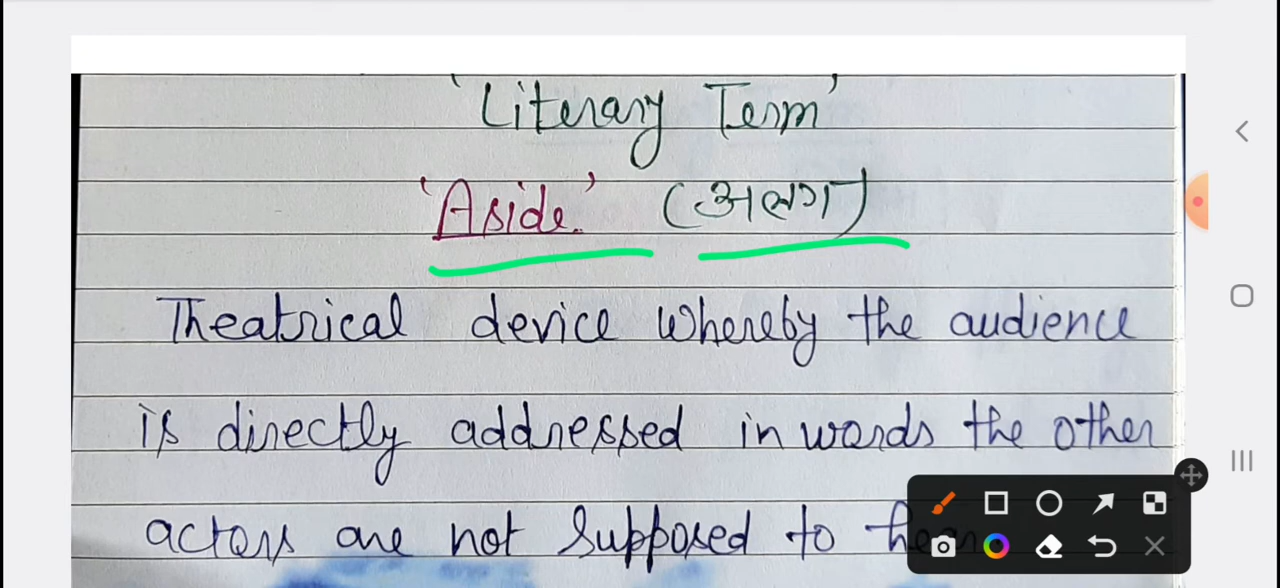 'Literary Term'
'Aside.' (अलग)
Theatrical device whereby the audience
is directly addressed in words the other
actors are not supposed to hear.